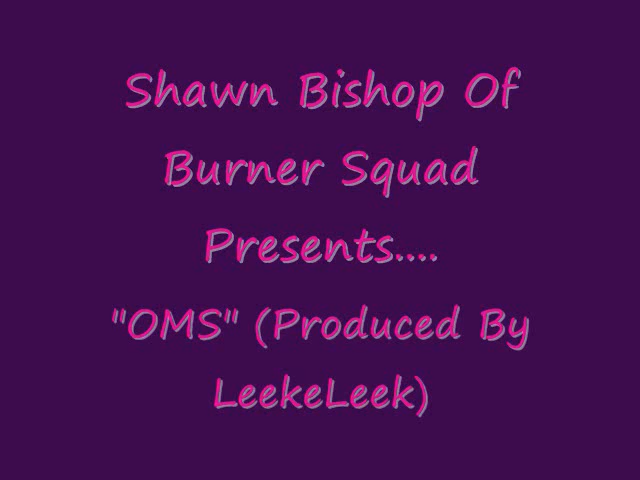 Shawn Bishop Of
Burner Squad
Presents....
"OMS" (Produced By
LeekeLeek)